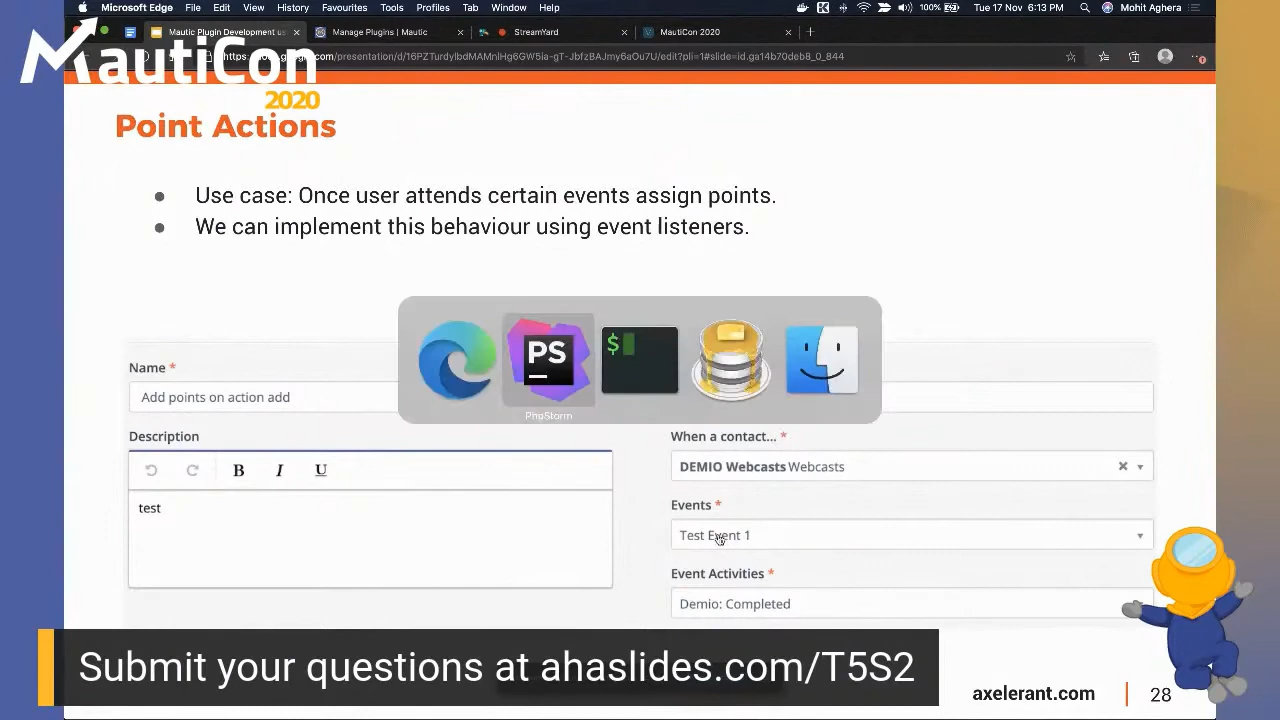 Microsoft Edge File Edit View History Favourites Tools Profiles Tab Window Help 100% Tue 17 Nov 6:13 PM Mohit Aghera
Mautic Plugin Development us Manage Plugins | Mautic StreamYard MautiCon 2020
MautiCon
2020
Point Actions
● Use case: Once user attends certain events assign points.
● We can implement this behaviour using event listeners.
PS
$
PhpStorm
Name *
Add points on action add
Description
B I U
test
When a contact... *
DEMIO Webcasts Webcasts
Events *
Test Event 1
Event Activities *
Demio: Completed
Submit your questions at ahaslides.com/T5S2
axelerant.com | 28